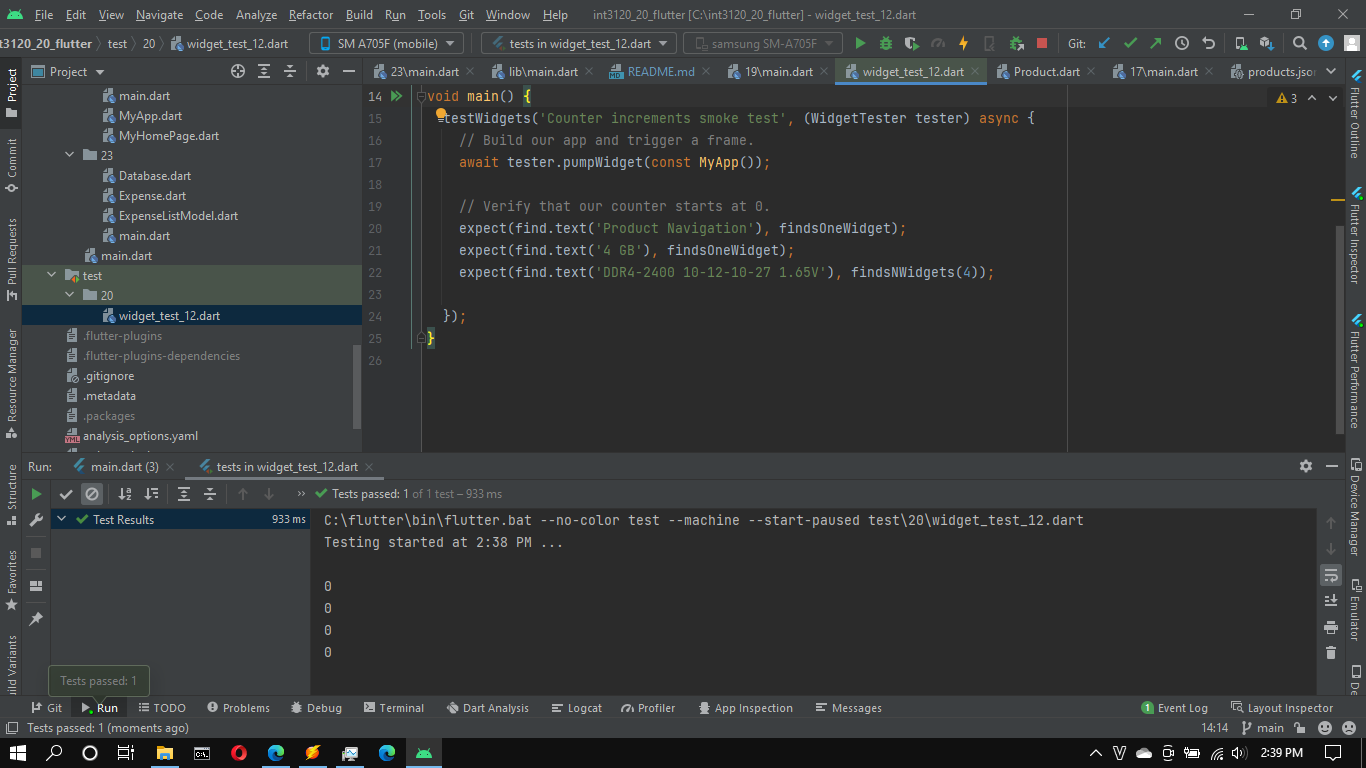 File Edit View Navigate Code Analyze Refactor Build Run Tools Git Window Help int3120_20_flutter [C:\int3120_20_flutter] - widget_test_12.dart
nt3120_20_flutter test 20 widget_test_12.dart SM A705F (mobile) tests in widget_test_12.dart samsung SM-A705F Git:
Project 23\main.dart lib\main.dart README.md 19\main.dart widget_test_12.dart Product.dart 17\main.dart products.json
main.dart
MyApp.dart
MyHomePage.dart
23
Database.dart
Expense.dart
ExpenseListModel.dart
main.dart
main.dart
test
20
widget_test_12.dart
.flutter-plugins
.flutter-plugins-dependencies
.gitignore
.metadata
.packages
analysis_options.yaml
14 void main() {
15 testWidgets('Counter increments smoke test', (WidgetTester tester) async {
16 // Build our app and trigger a frame.
17 await tester.pumpWidget(const MyApp());
18
19 // Verify that our counter starts at 0.
20 expect(find.text('Product Navigation'), findsOneWidget);
21 expect(find.text('4 GB'), findsOneWidget);
22 expect(find.text('DDR4-2400 10-12-10-27 1.65V'), findsNWidgets(4));
23
24 });
25 }
26
3
Project
Commit
Pull Requests
Resource Manager
Structure
Favorites
ild Variants
Flutter Outline
Flutter Inspector
Flutter Performance
Device Manager
Emulator
De
Run: main.dart (3) tests in widget_test_12.dart
Tests passed: 1 of 1 test – 933 ms
Test Results 933 ms
C:\flutter\bin\flutter.bat --no-color test --machine --start-paused test\20\widget_test_12.dart
Testing started at 2:38 PM ...
0
0
0
0
Tests passed: 1
Git Run TODO Problems Debug Terminal Dart Analysis Logcat Profiler App Inspection Messages 1 Event Log Layout Inspector
Tests passed: 1 (moments ago) 14:14 main
2:39 PM